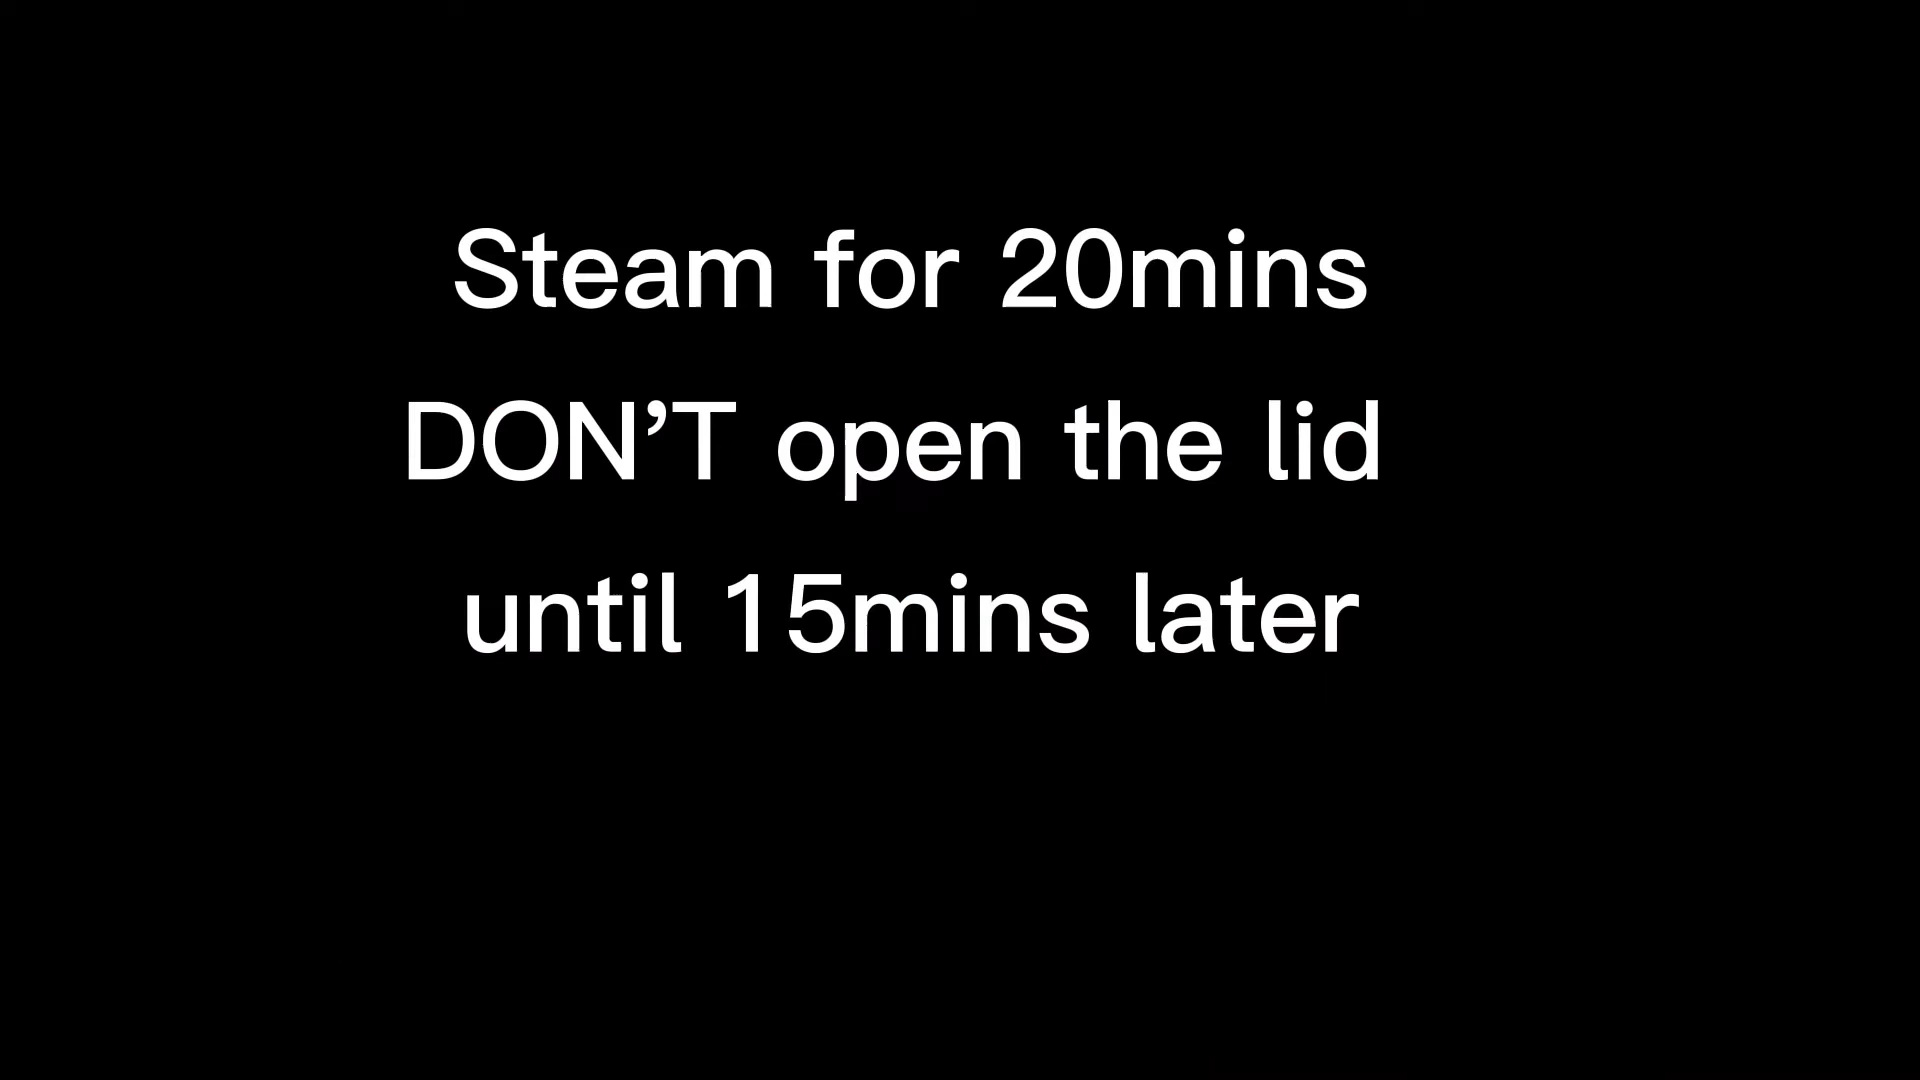 Steam for 20mins
DON’T open the lid
until 15mins later